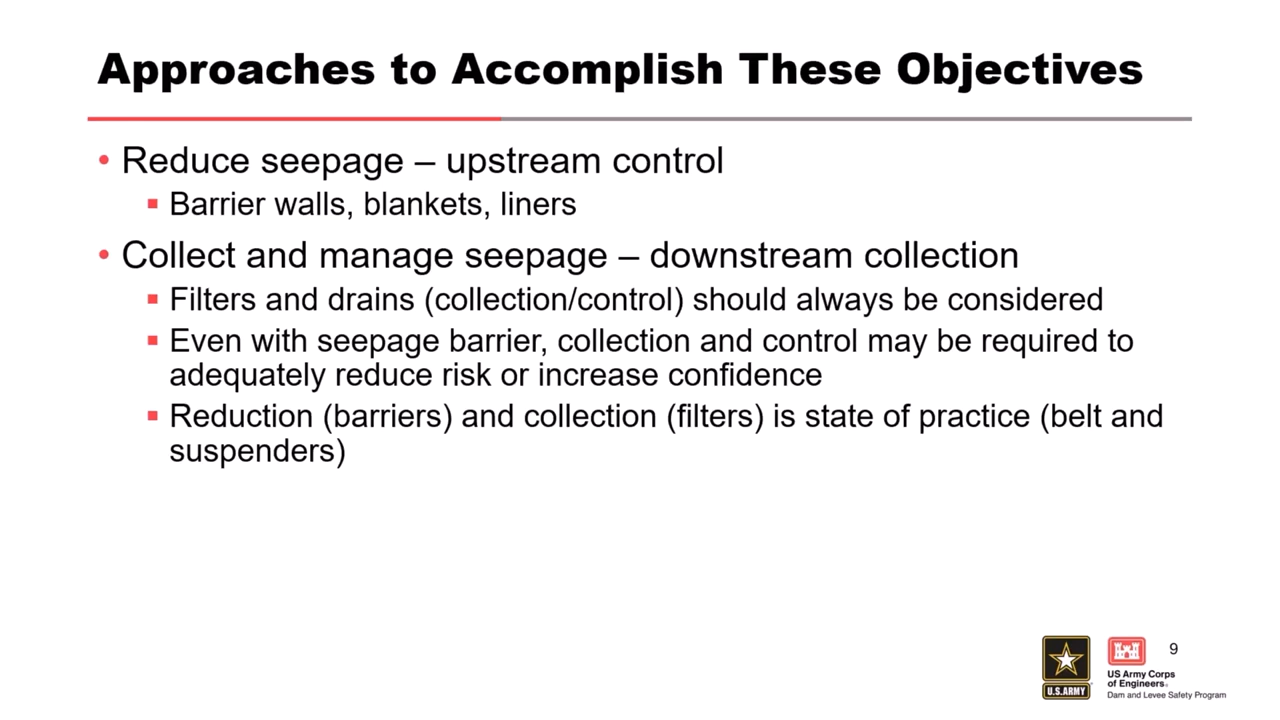 Approaches to Accomplish These Objectives
• Reduce seepage – upstream control
▪ Barrier walls, blankets, liners
• Collect and manage seepage – downstream collection
▪ Filters and drains (collection/control) should always be considered
▪ Even with seepage barrier, collection and control may be required to
adequately reduce risk or increase confidence
▪ Reduction (barriers) and collection (filters) is state of practice (belt and
suspenders)
9
U.S.ARMY
US Army Corps
of Engineers.
Dam and Levee Safety Program